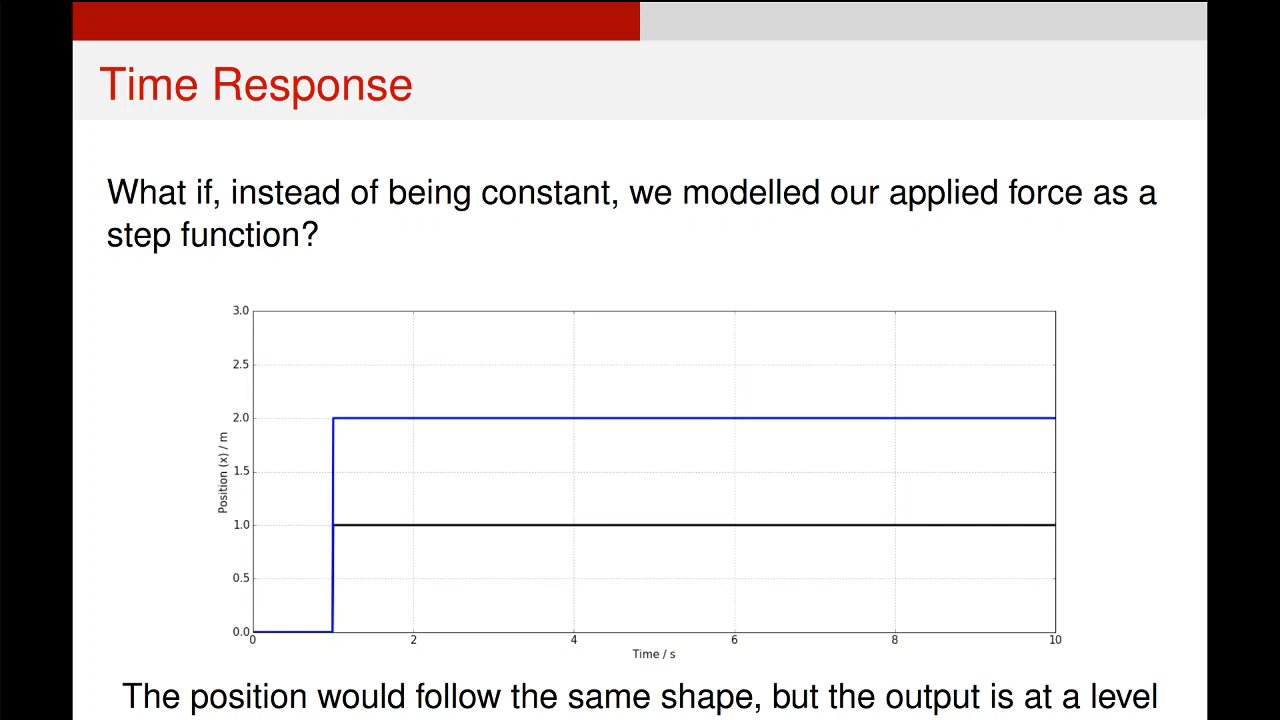 Time Response
What if, instead of being constant, we modelled our applied force as a
step function?
3.0
2.5
2.0
1.5
1.0
0.5
0.0
Position (x) / m
0 2 4 6 8 10
Time / s
The position would follow the same shape, but the output is at a level